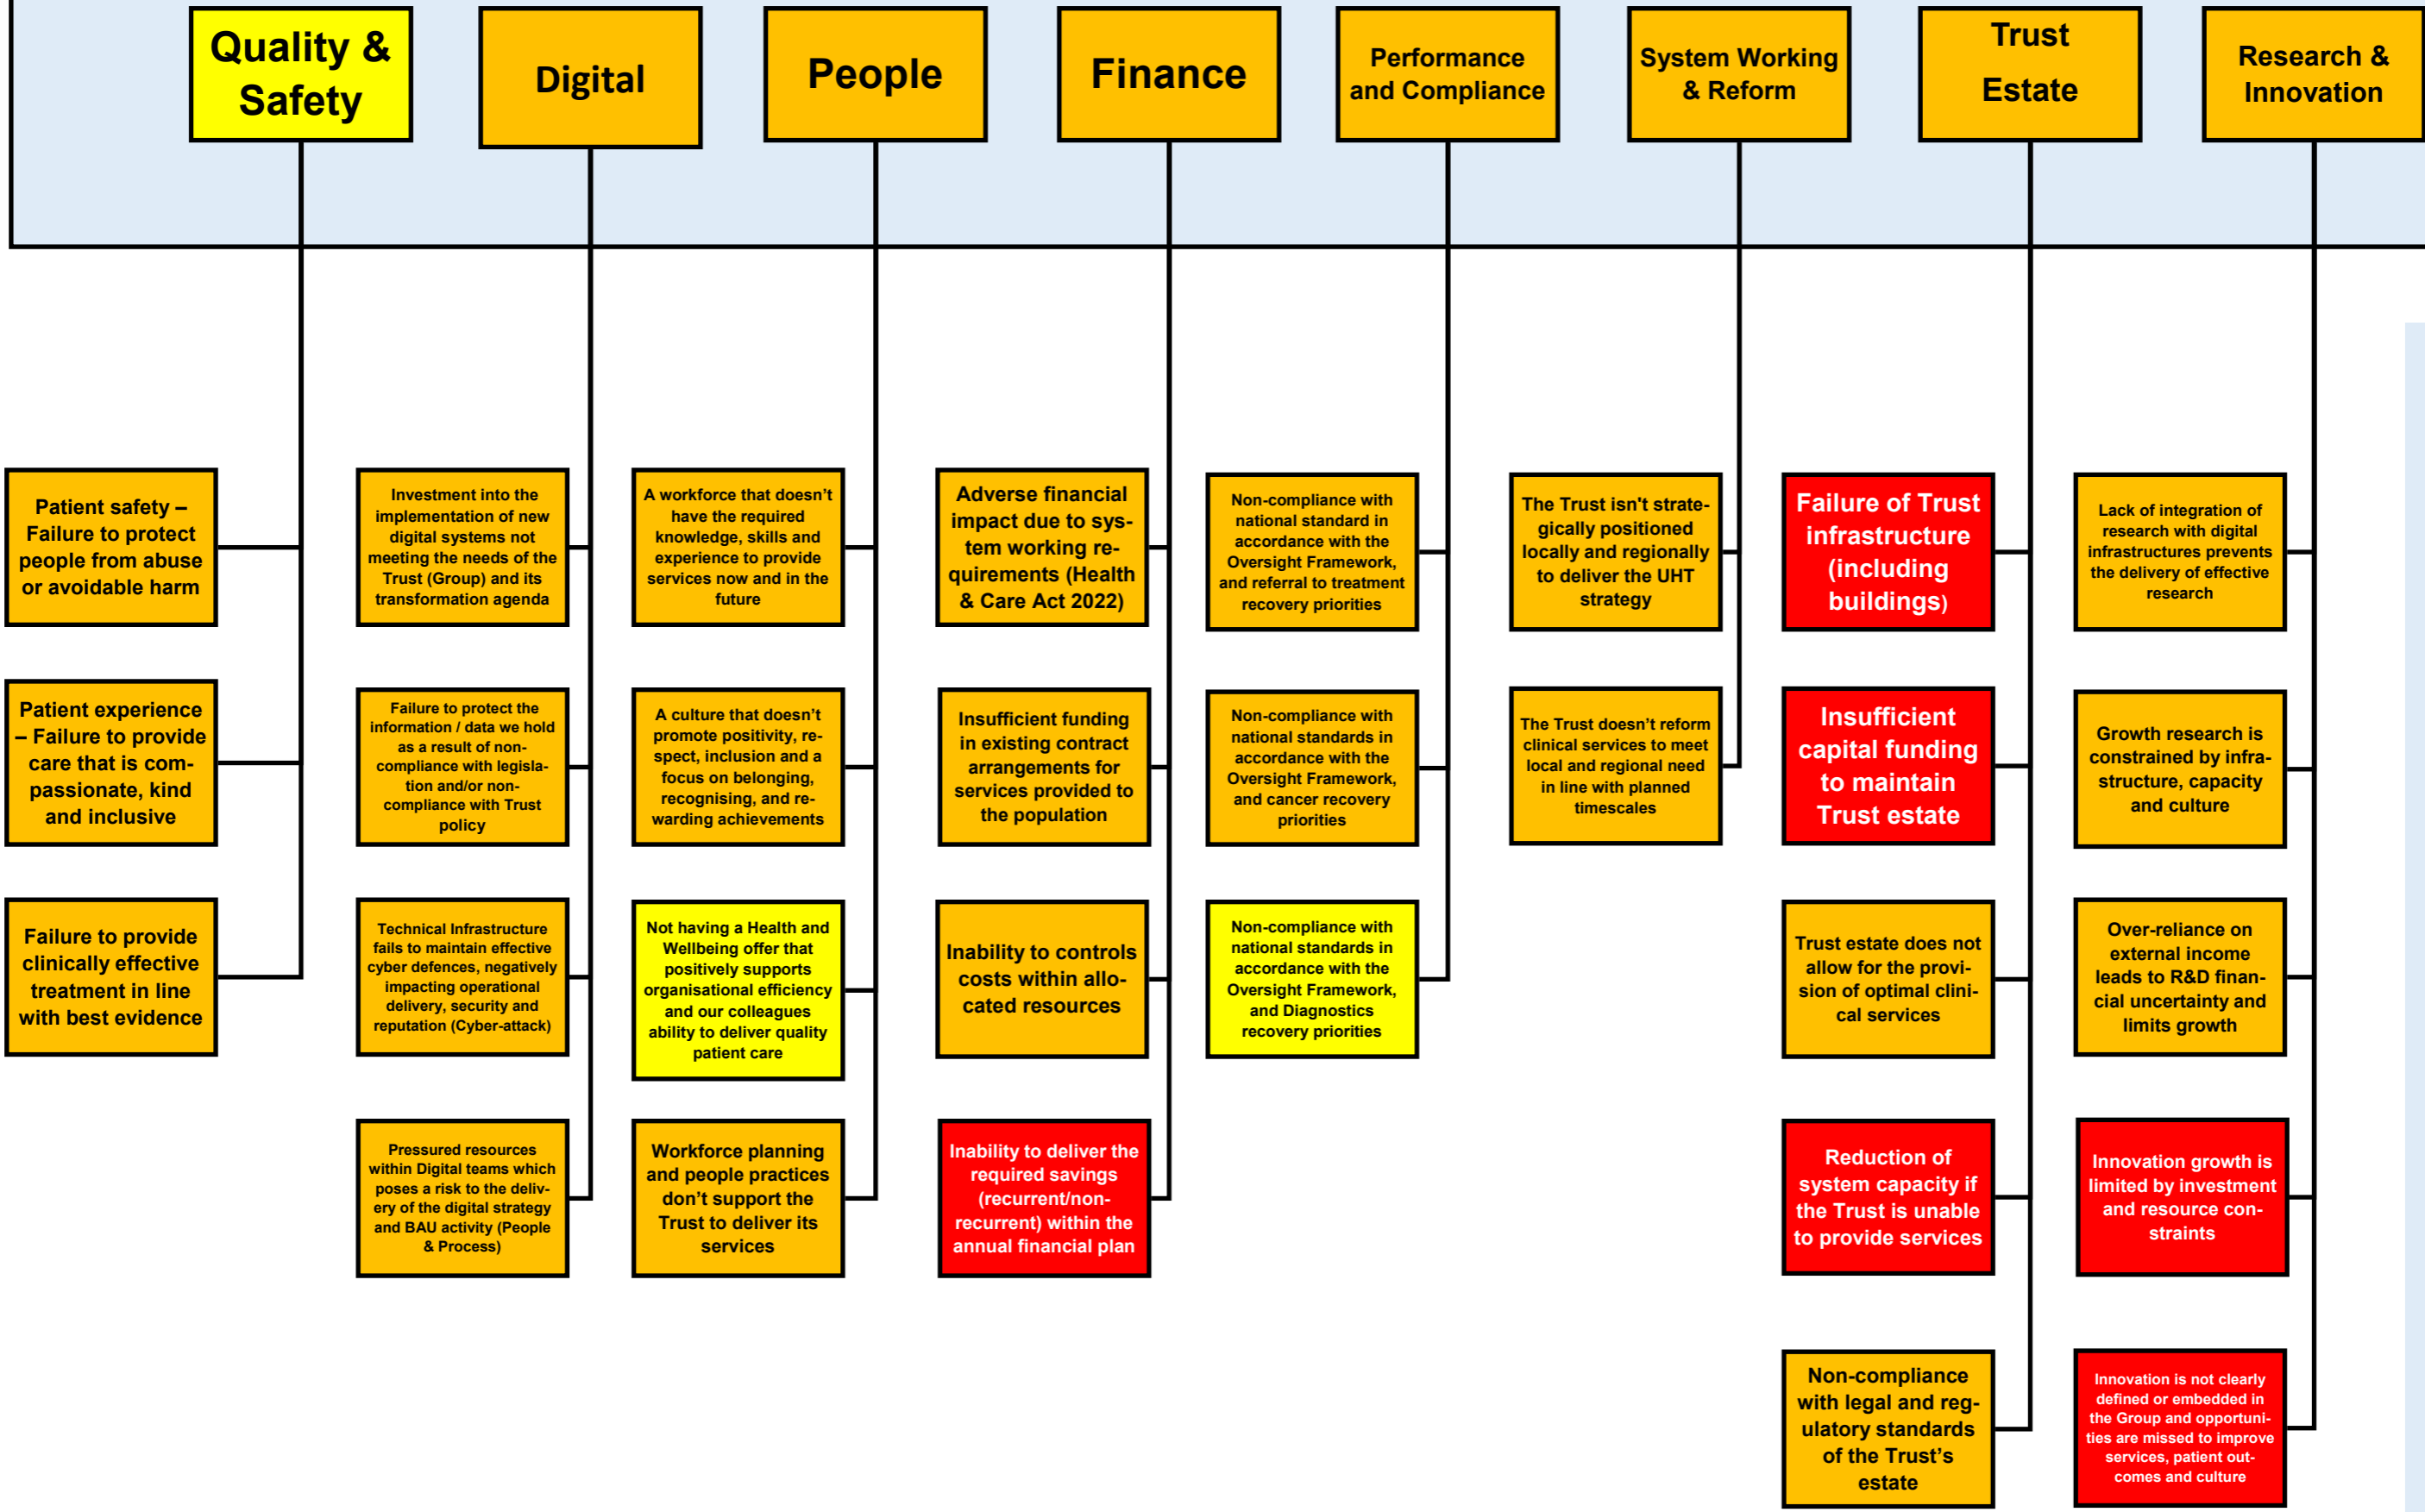 Quality &
Safety
Digital
People
Finance
Performance
and Compliance
System Working
& Reform
Trust
Estate
Research &
Innovation
Patient safety –
Failure to protect
people from abuse
or avoidable harm
Patient experience
– Failure to provide
care that is com-
passionate, kind
and inclusive
Failure to provide
clinically effective
treatment in line
with best evidence
Investment into the
implementation of new
digital systems not
meeting the needs of the
Trust (Group) and its
transformation agenda
Failure to protect the
information / data we hold
as a result of non-
compliance with legisla-
tion and/or non-
compliance with Trust
policy
Technical Infrastructure
fails to maintain effective
cyber defences, negatively
impacting operational
delivery, security and
reputation (Cyber-attack)
Pressured resources
within Digital teams which
poses a risk to the deliv-
ery of the digital strategy
and BAU activity (People
& Process)
A workforce that doesn’t
have the required
knowledge, skills and
experience to provide
services now and in the
future
A culture that doesn’t
promote positivity, re-
spect, inclusion and a
focus on belonging,
recognising, and re-
warding achievements
Not having a Health and
Wellbeing offer that
positively supports
organisational efficiency
and our colleagues
ability to deliver quality
patient care
Workforce planning
and people practices
don’t support the
Trust to deliver its
services
Adverse financial
impact due to sys-
tem working re-
quirements (Health
& Care Act 2022)
Insufficient funding
in existing contract
arrangements for
services provided to
the population
Inability to controls
costs within allo-
cated resources
Inability to deliver the
required savings
(recurrent/non-
recurrent) within the
annual financial plan
Non-compliance with
national standard in
accordance with the
Oversight Framework,
and referral to treatment
recovery priorities
Non-compliance with
national standards in
accordance with the
Oversight Framework,
and cancer recovery
priorities
Non-compliance with
national standards in
accordance with the
Oversight Framework,
and Diagnostics
recovery priorities
The Trust isn't strate-
gically positioned
locally and regionally
to deliver the UHT
strategy
The Trust doesn’t reform
clinical services to meet
local and regional need
in line with planned
timescales
Failure of Trust
infrastructure
(including
buildings)
Insufficient
capital funding
to maintain
Trust estate
Trust estate does not
allow for the provi-
sion of optimal clini-
cal services
Reduction of
system capacity if
the Trust is unable
to provide services
Non-compliance
with legal and reg-
ulatory standards
of the Trust’s
estate
Lack of integration of
research with digital
infrastructures prevents
the delivery of effective
research
Growth research is
constrained by infra-
structure, capacity
and culture
Over-reliance on
external income
leads to R&D finan-
cial uncertainty and
limits growth
Innovation growth is
limited by investment
and resource con-
straints
Innovation is not clearly
defined or embedded in
the Group and opportuni-
ties are missed to improve
services, patient out-
comes and culture